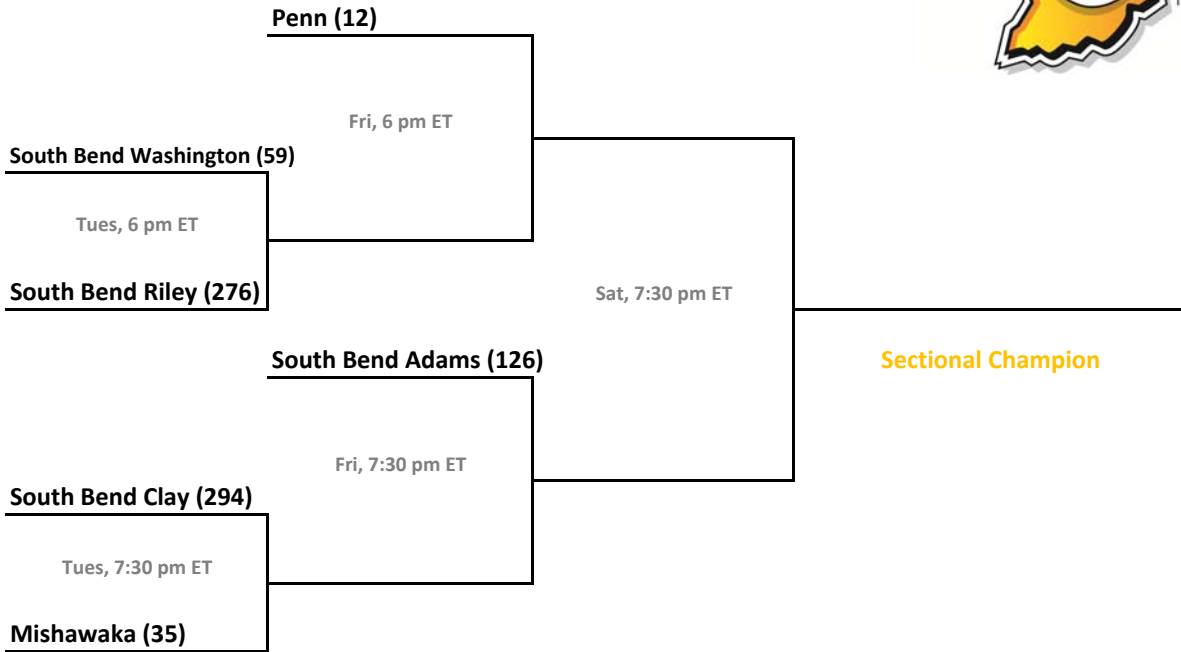 Penn (12)
Fri, 6 pm ET
South Bend Washington (59)
Tues, 6 pm ET
South Bend Riley (276)
Sat, 7:30 pm ET
South Bend Adams (126)
Sectional Champion
Fri, 7:30 pm ET
South Bend Clay (294)
Tues, 7:30 pm ET
Mishawaka (35)